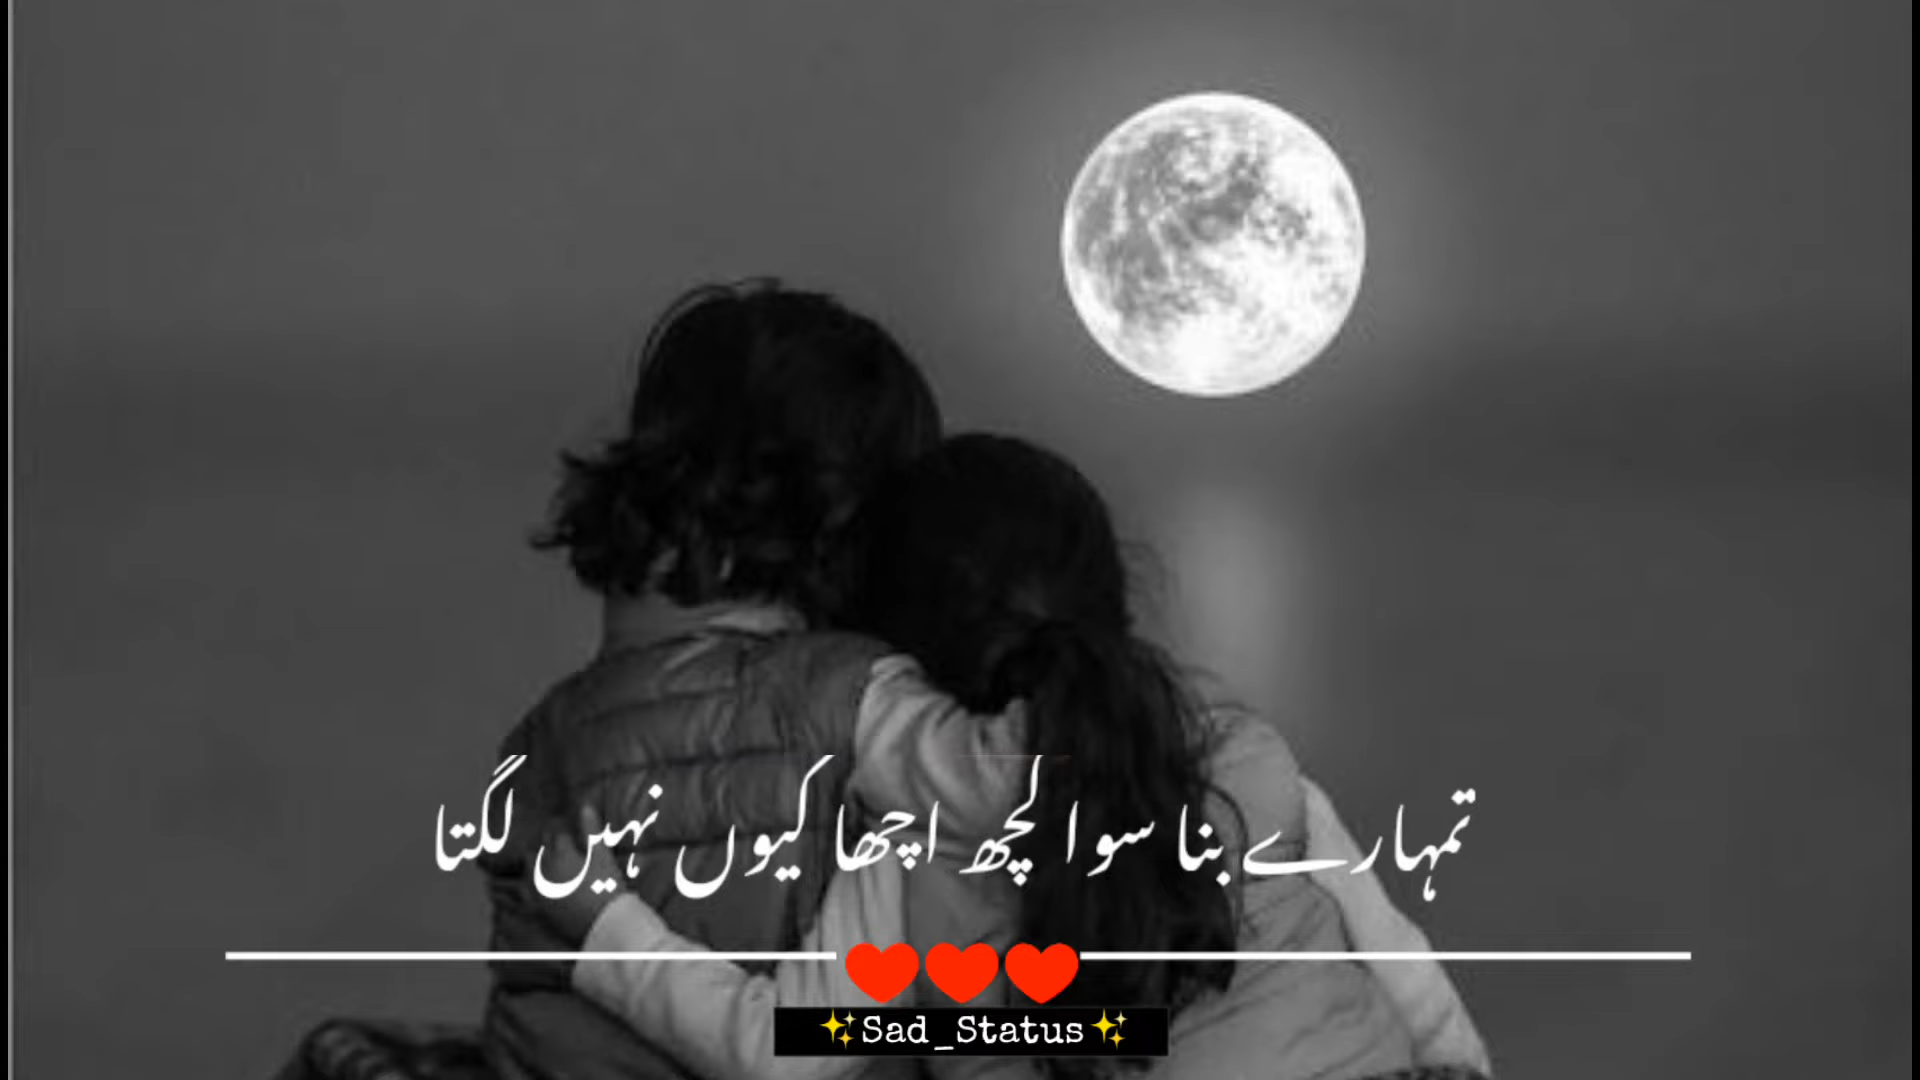 تمہارے بنا سوا کچھ اچھا کیوں نہیں لگتا
✨Sad_Status✨